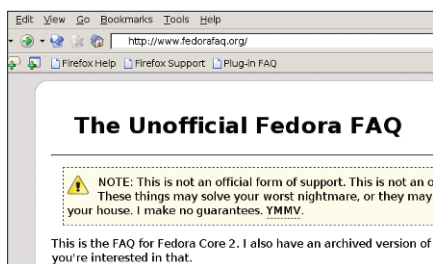 Edit View Go Bookmarks Tools Help
http://www.fedorafaq.org/
Firefox Help Firefox Support Plug-in FAQ
The Unofficial Fedora FAQ
NOTE: This is not an official form of support. This is not an o
These things may solve your worst nightmare, or they may
your house. I make no guarantees. YMMV.
This is the FAQ for Fedora Core 2. I also have an archived version of
you're interested in that.